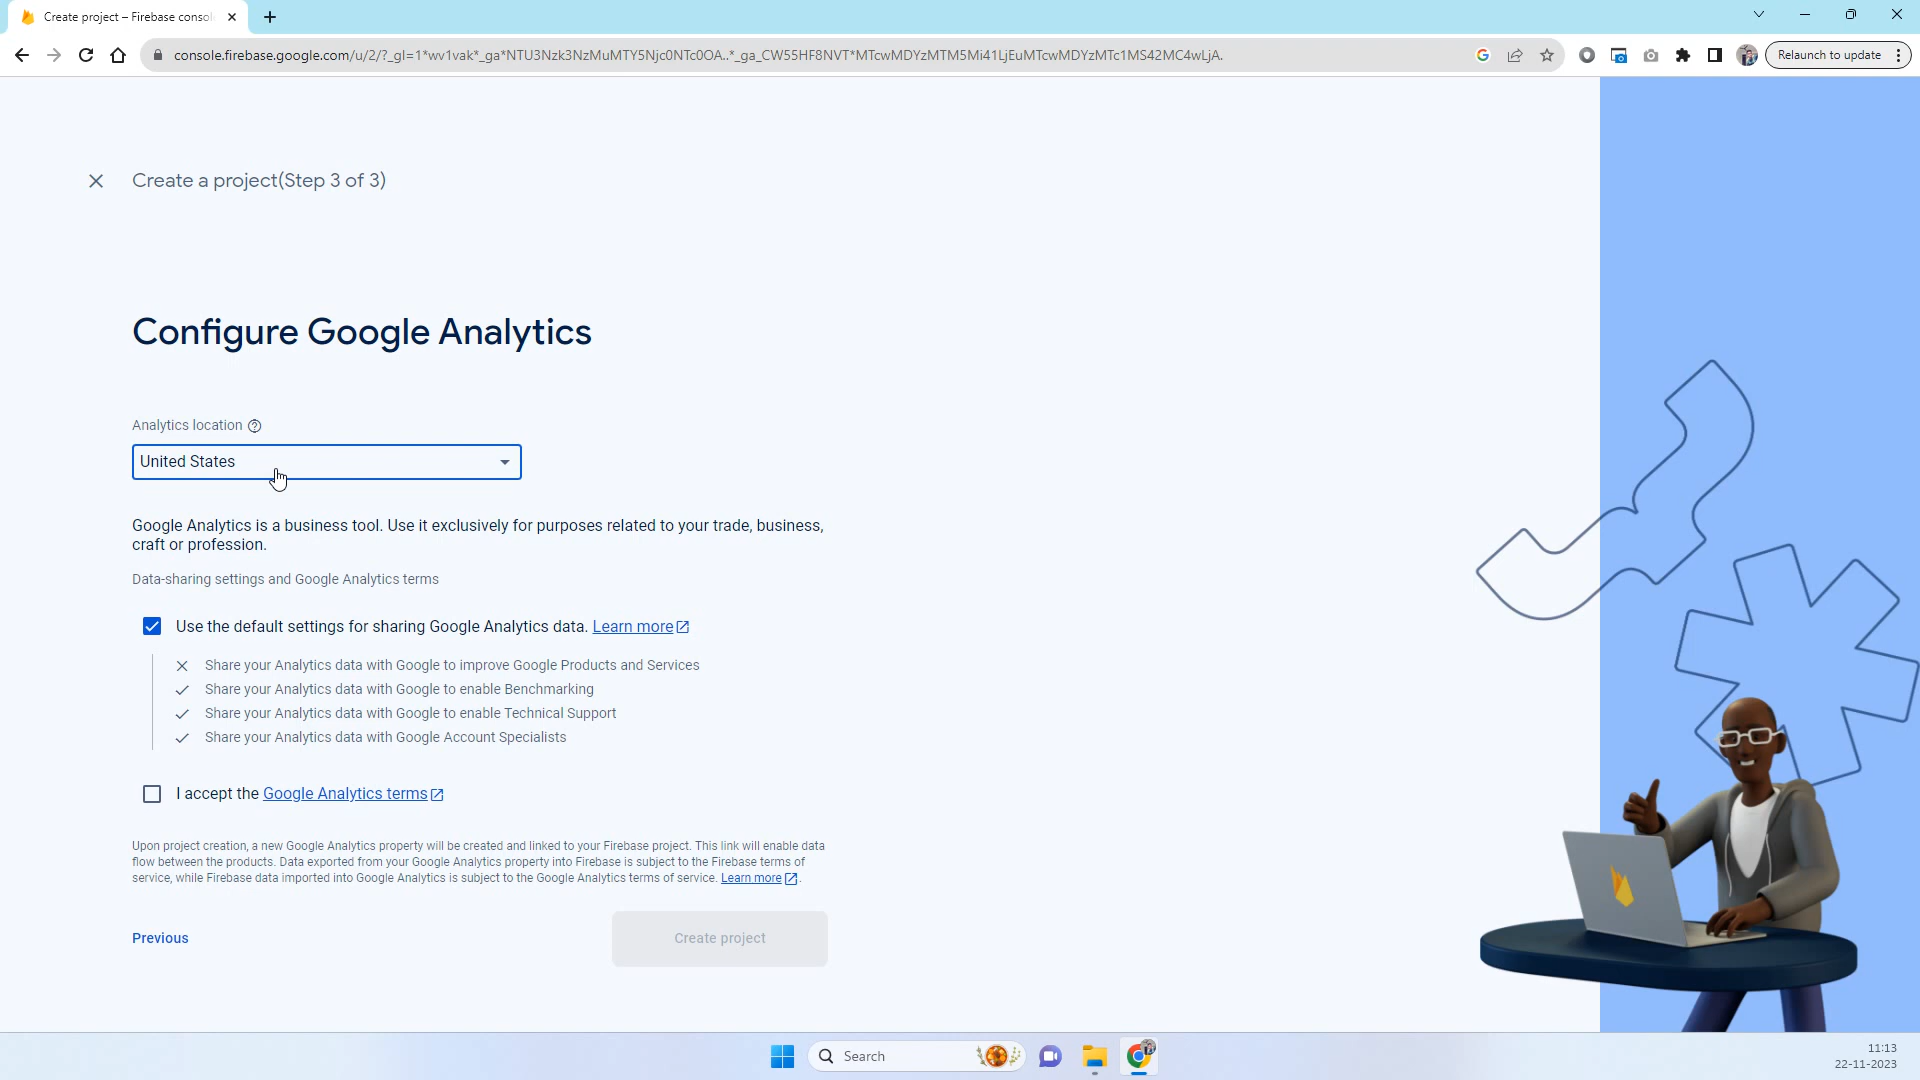 Create project – Firebase consol
console.firebase.google.com/u/2/?_gl=1*wv1vak*_ga*NTU3Nzk3NzMuMTY5Njc0NTc0OA..*_ga_CW55HF8NVT*MTcwMDYzMTM5Mi41LjEuMTcwMDYzMTc1MS42MC4wLjA.
Relaunch to update
Create a project(Step 3 of 3)
Configure Google Analytics
Analytics location
United States
Google Analytics is a business tool. Use it exclusively for purposes related to your trade, business,
craft or profession.
Data-sharing settings and Google Analytics terms
Use the default settings for sharing Google Analytics data. Learn more
Share your Analytics data with Google to improve Google Products and Services
Share your Analytics data with Google to enable Benchmarking
Share your Analytics data with Google to enable Technical Support
Share your Analytics data with Google Account Specialists
I accept the Google Analytics terms
Upon project creation, a new Google Analytics property will be created and linked to your Firebase project. This link will enable data
flow between the products. Data exported from your Google Analytics property into Firebase is subject to the Firebase terms of
service, while Firebase data imported into Google Analytics is subject to the Google Analytics terms of service. Learn more .
Previous
Create project
Search
11:13
22-11-2023